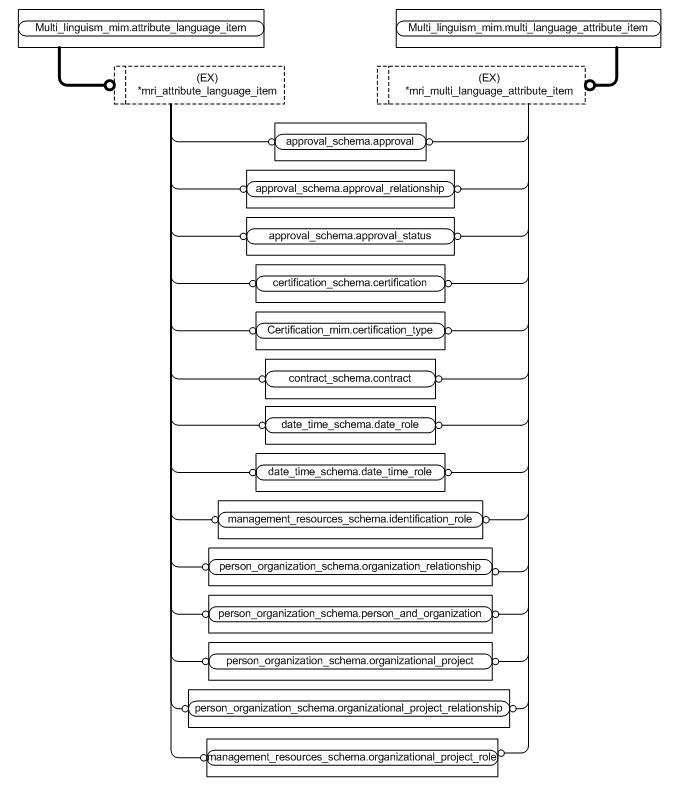 Multi_linguism_mim.attribute_language_item
Multi_linguism_mim.multi_language_attribute_item
(EX)
*mri_attribute_language_item
(EX)
*mri_multi_language_attribute_item
approval_schema.approval
approval_schema.approval_relationship
approval_schema.approval_status
certification_schema.certification
Certification_mim.certification_type
contract_schema.contract
date_time_schema.date_role
date_time_schema.date_time_role
management_resources_schema.identification_role
person_organization_schema.organization_relationship
person_organization_schema.person_and_organization
person_organization_schema.organizational_project
person_organization_schema.organizational_project_relationship
management_resources_schema.organizational_project_role